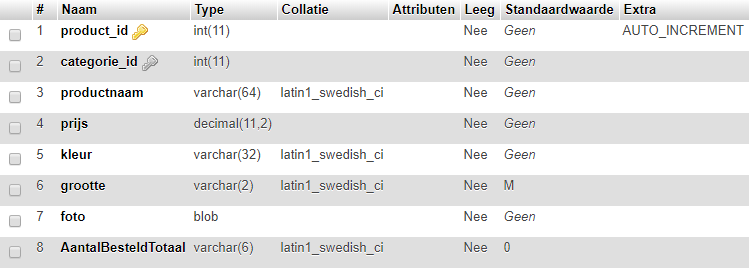 # Naam Type Collatie Attributen Leeg Standaardwaarde Extra
1 product_id int(11) Nee Geen AUTO_INCREMENT
2 categorie_id int(11) Nee Geen
3 productnaam varchar(64) latin1_swedish_ci Nee Geen
4 prijs decimal(11,2) Nee Geen
5 kleur varchar(32) latin1_swedish_ci Nee Geen
6 grootte varchar(2) latin1_swedish_ci Nee M
7 foto blob Nee Geen
8 AantalBesteldTotaal varchar(6) latin1_swedish_ci Nee 0